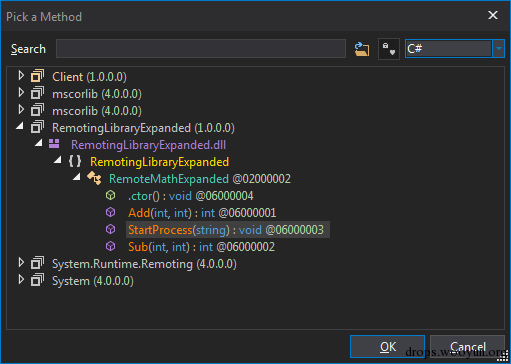 Pick a Method
Search
C#
Client (1.0.0.0)
mscorlib (4.0.0.0)
mscorlib (4.0.0.0)
RemotingLibraryExpanded (1.0.0.0)
RemotingLibraryExpanded.dll
{ } RemotingLibraryExpanded
RemoteMathExpanded @02000002
.ctor() : void @06000004
Add(int, int) : int @06000001
StartProcess(string) : void @06000003
Sub(int, int) : int @06000002
System.Runtime.Remoting (4.0.0.0)
System (4.0.0.0)
OK
Cancel